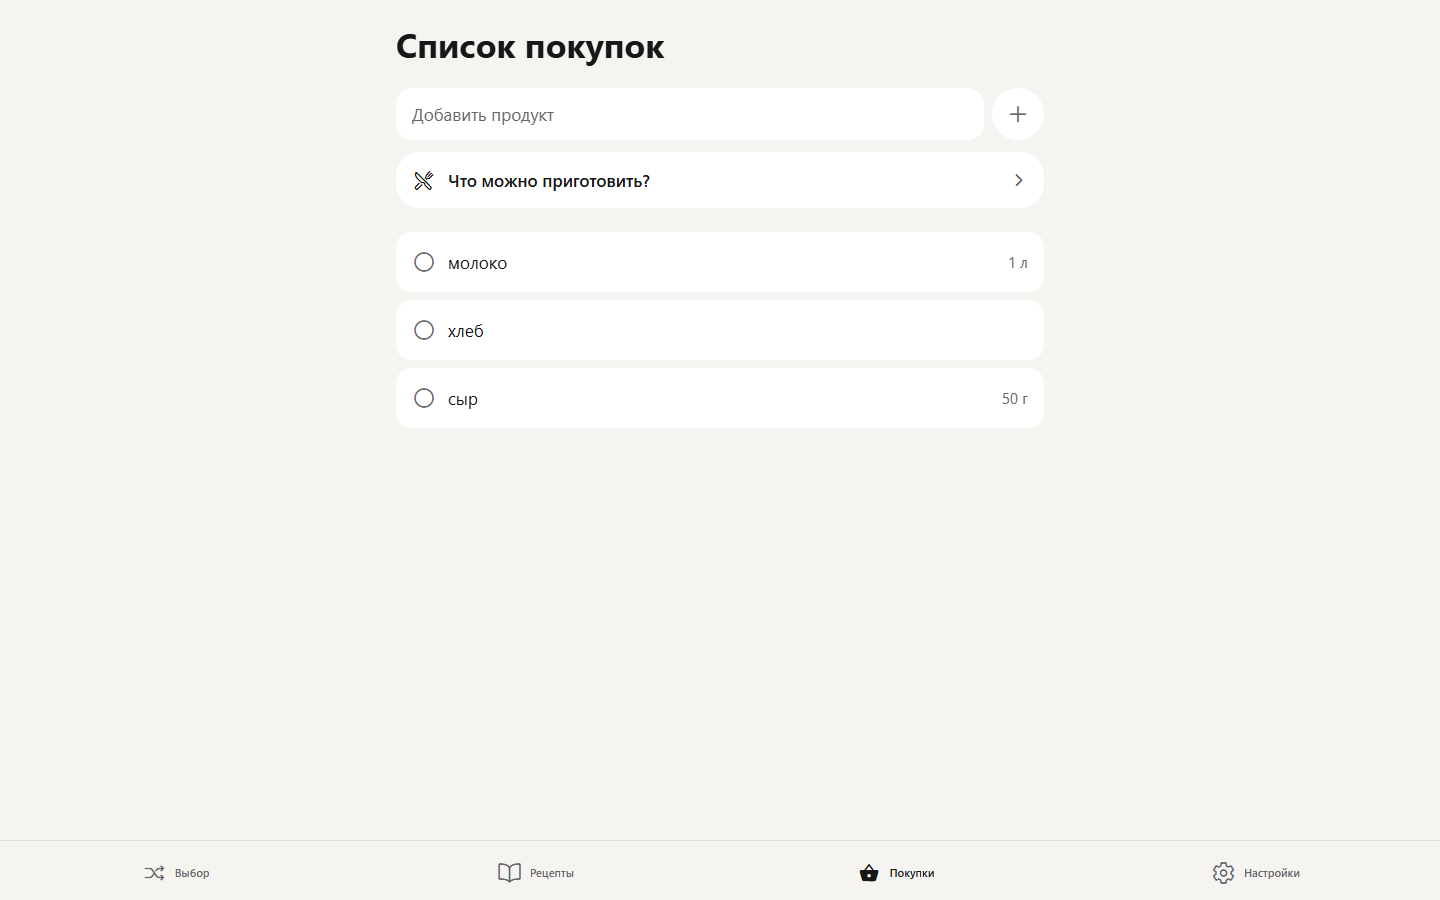 Список покупок
Добавить продукт
Что можно приготовить?
молоко 1 л
хлеб
сыр 50 г
Выбор Рецепты Покупки Настройки